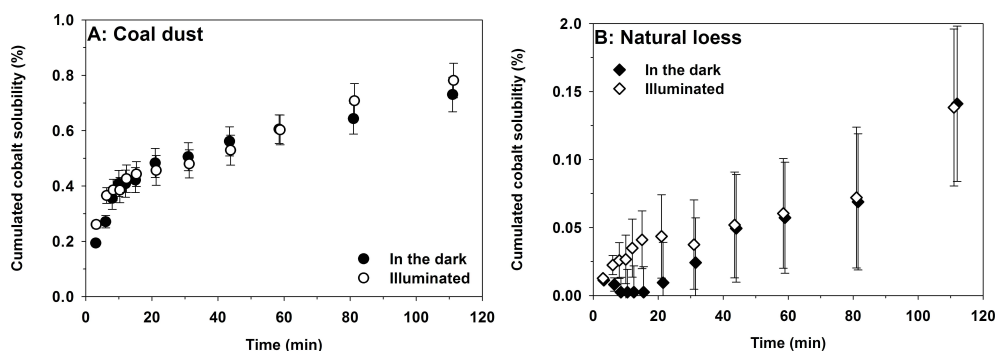 A: Coal dust
Cumulated cobalt solubility (%)
1.0
0.8
0.6
0.4
0.2
0.0
In the dark
Illuminated
0 20 40 60 80 100 120
Time (min)
B: Natural loess
Cumulated cobalt solubiltiy (%)
2.0
0.15
0.10
0.05
0.00
In the dark
Illuminated
0 20 40 60 80 100 120
Time (min)